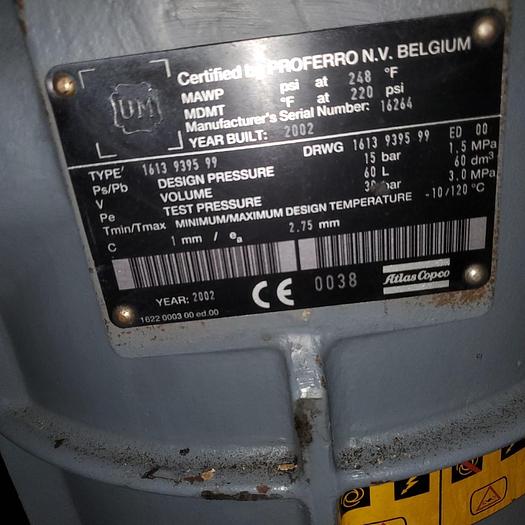 UM
Certified by PROFERRO N.V. BELGIUM
MAWP psi at 248 °F
MDMT °F at 220 psi
Manufacturer's Serial Number: 16264
YEAR BUILT: 2002
TYPE 1613 9395 99 DRWG 1613 9395 99 ED 00
Ps/Pb DESIGN PRESSURE 15 bar 1.5 MPa
V VOLUME 60 L 60 dm³
Pe TEST PRESSURE 30 bar 3.0 MPa
Tmin/Tmax MINIMUM/MAXIMUM DESIGN TEMPERATURE -10/120 °C
C 1 mm / ea 2.75 mm
YEAR: 2002 CE 0038 Atlas Copco
1622 0003 00 ed.00